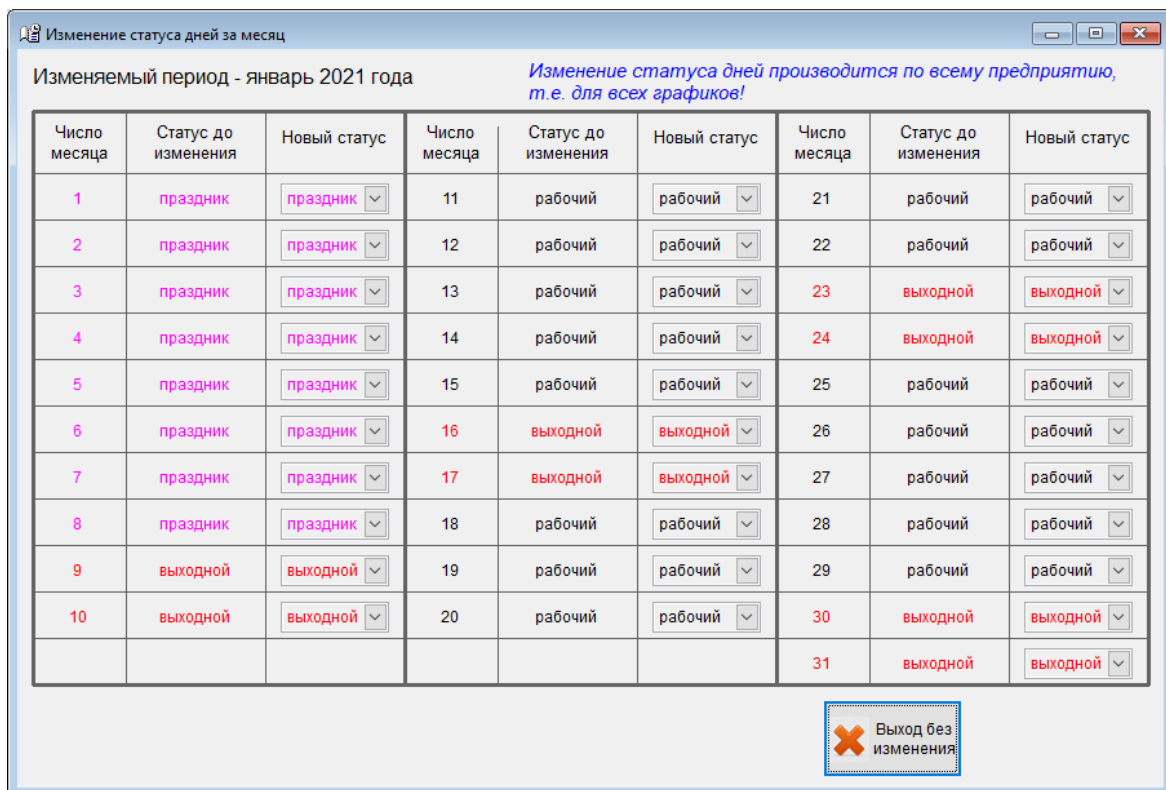 Изменение статуса дней за месяц
Изменяемый период - январь 2021 года
Изменение статуса дней производится по всему предприятию,
т.е. для всех графиков!
Число месяца Статус до изменения Новый статус Число месяца Статус до изменения Новый статус Число месяца Статус до изменения Новый статус
1 праздник праздник 11 рабочий рабочий 21 рабочий рабочий
2 праздник праздник 12 рабочий рабочий 22 рабочий рабочий
3 праздник праздник 13 рабочий рабочий 23 выходной выходной
4 праздник праздник 14 рабочий рабочий 24 выходной выходной
5 праздник праздник 15 рабочий рабочий 25 рабочий рабочий
6 праздник праздник 16 выходной выходной 26 рабочий рабочий
7 праздник праздник 17 выходной выходной 27 рабочий рабочий
8 праздник праздник 18 рабочий рабочий 28 рабочий рабочий
9 выходной выходной 19 рабочий рабочий 29 рабочий рабочий
10 выходной выходной 20 рабочий рабочий 30 выходной выходной
31 выходной выходной
Выход без
изменения